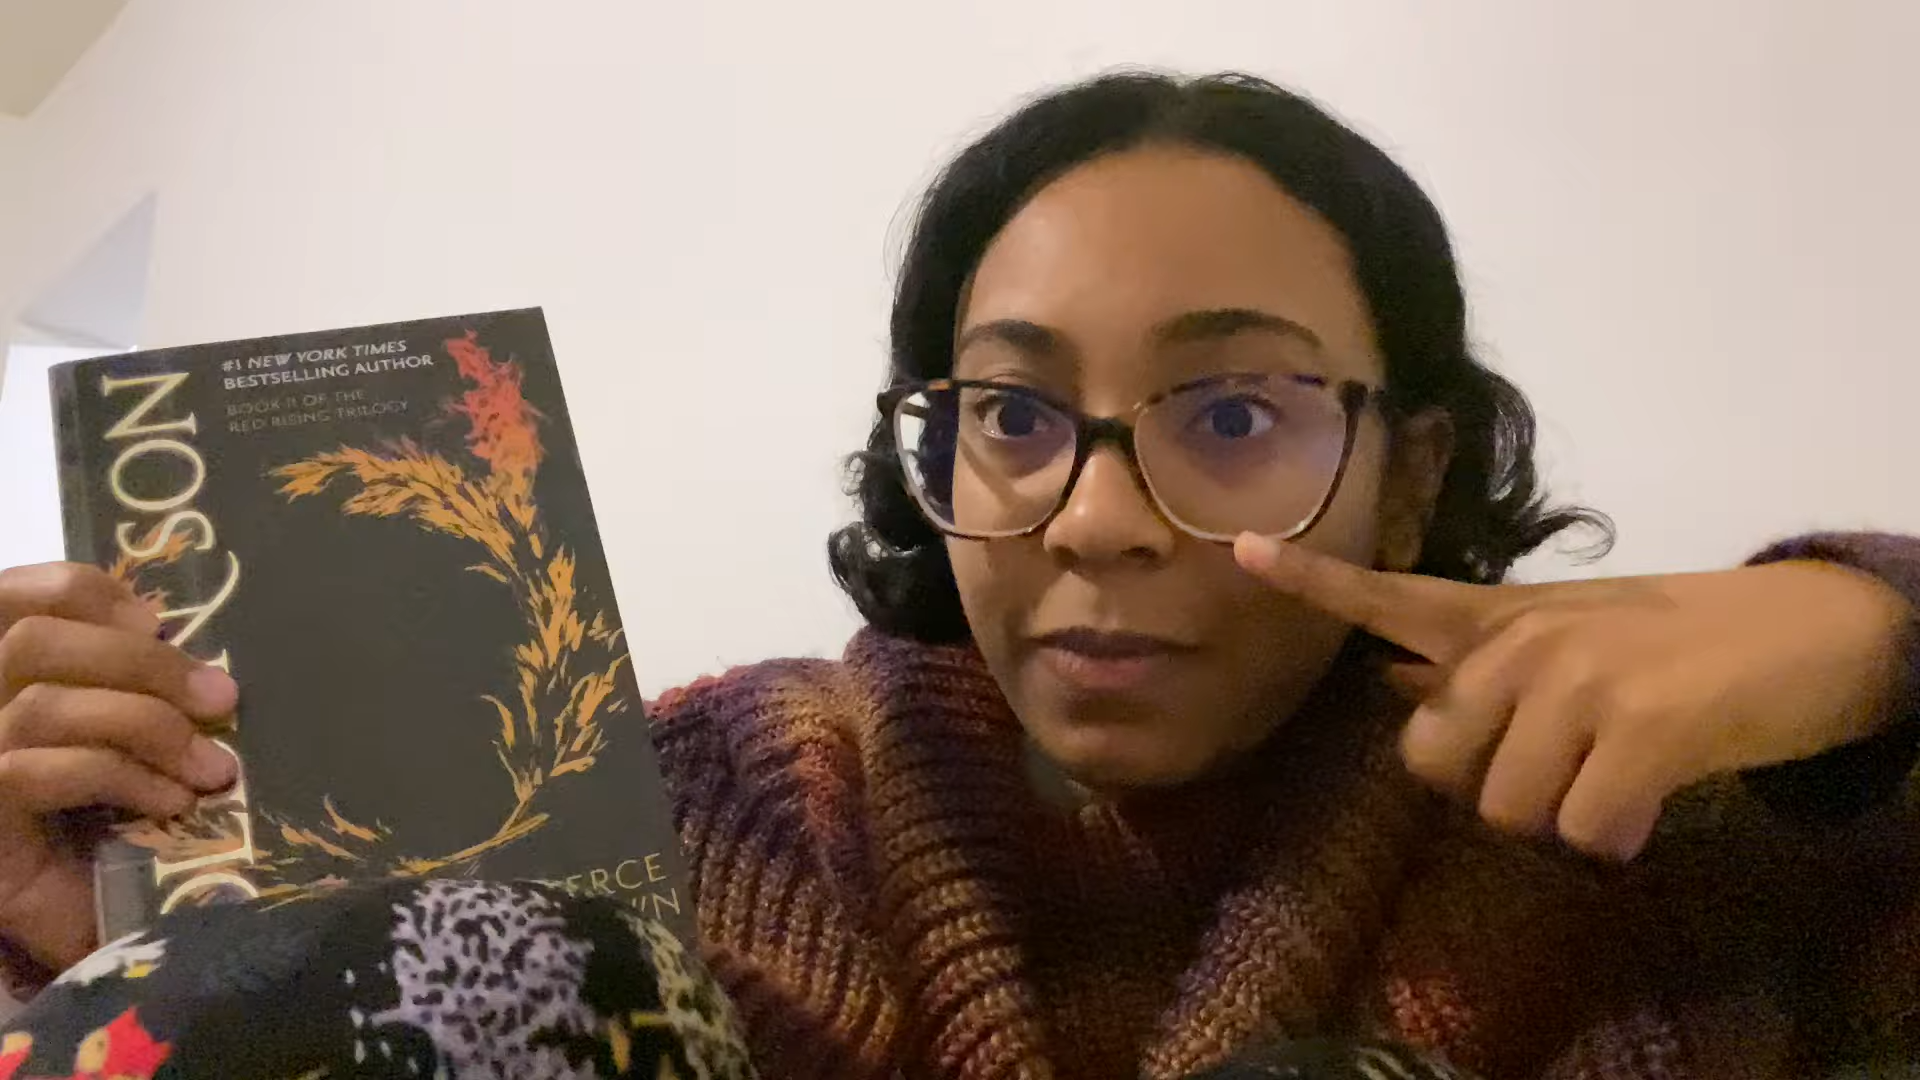 #1 NEW YORK TIMES
BESTSELLING AUTHOR
BOOK II OF THE
RED RISING TRILOGY
SON